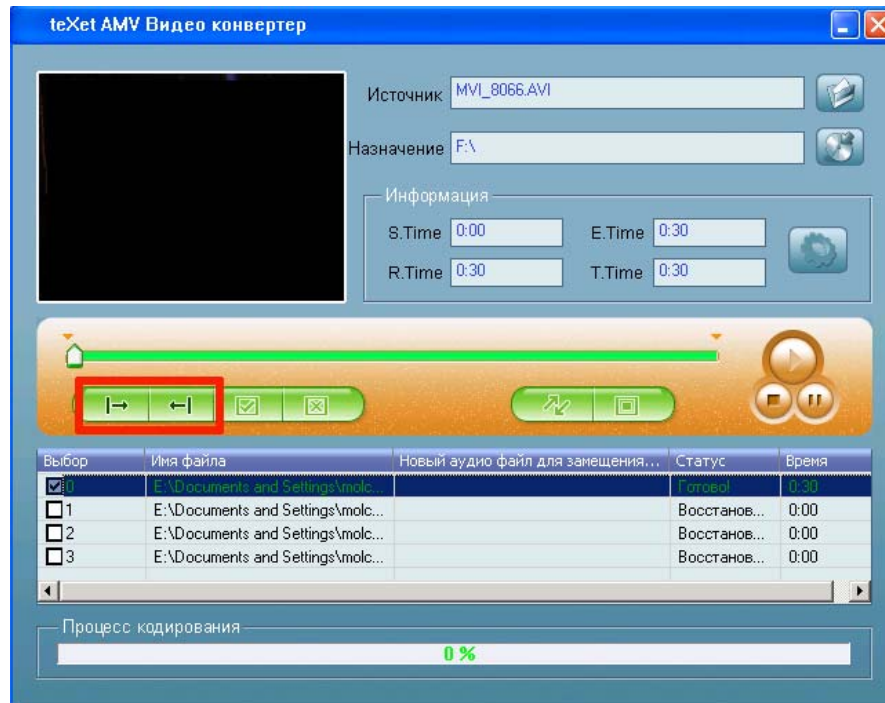 teXet AMV Видео конвертер
Источник MVI_8066.AVI
Назначение F:\
Информация
S.Time 0:00 E.Time 0:30
R.Time 0:30 T.Time 0:30
Выбор Имя файла Новый аудио файл для замещения... Статус Время
0 E:\Documents and Settings\molc... Готово! 0:30
1 E:\Documents and Settings\molc... Восстанов... 0:00
2 E:\Documents and Settings\molc... Восстанов... 0:00
3 E:\Documents and Settings\molc... Восстанов... 0:00
Процесс кодирования
0 %